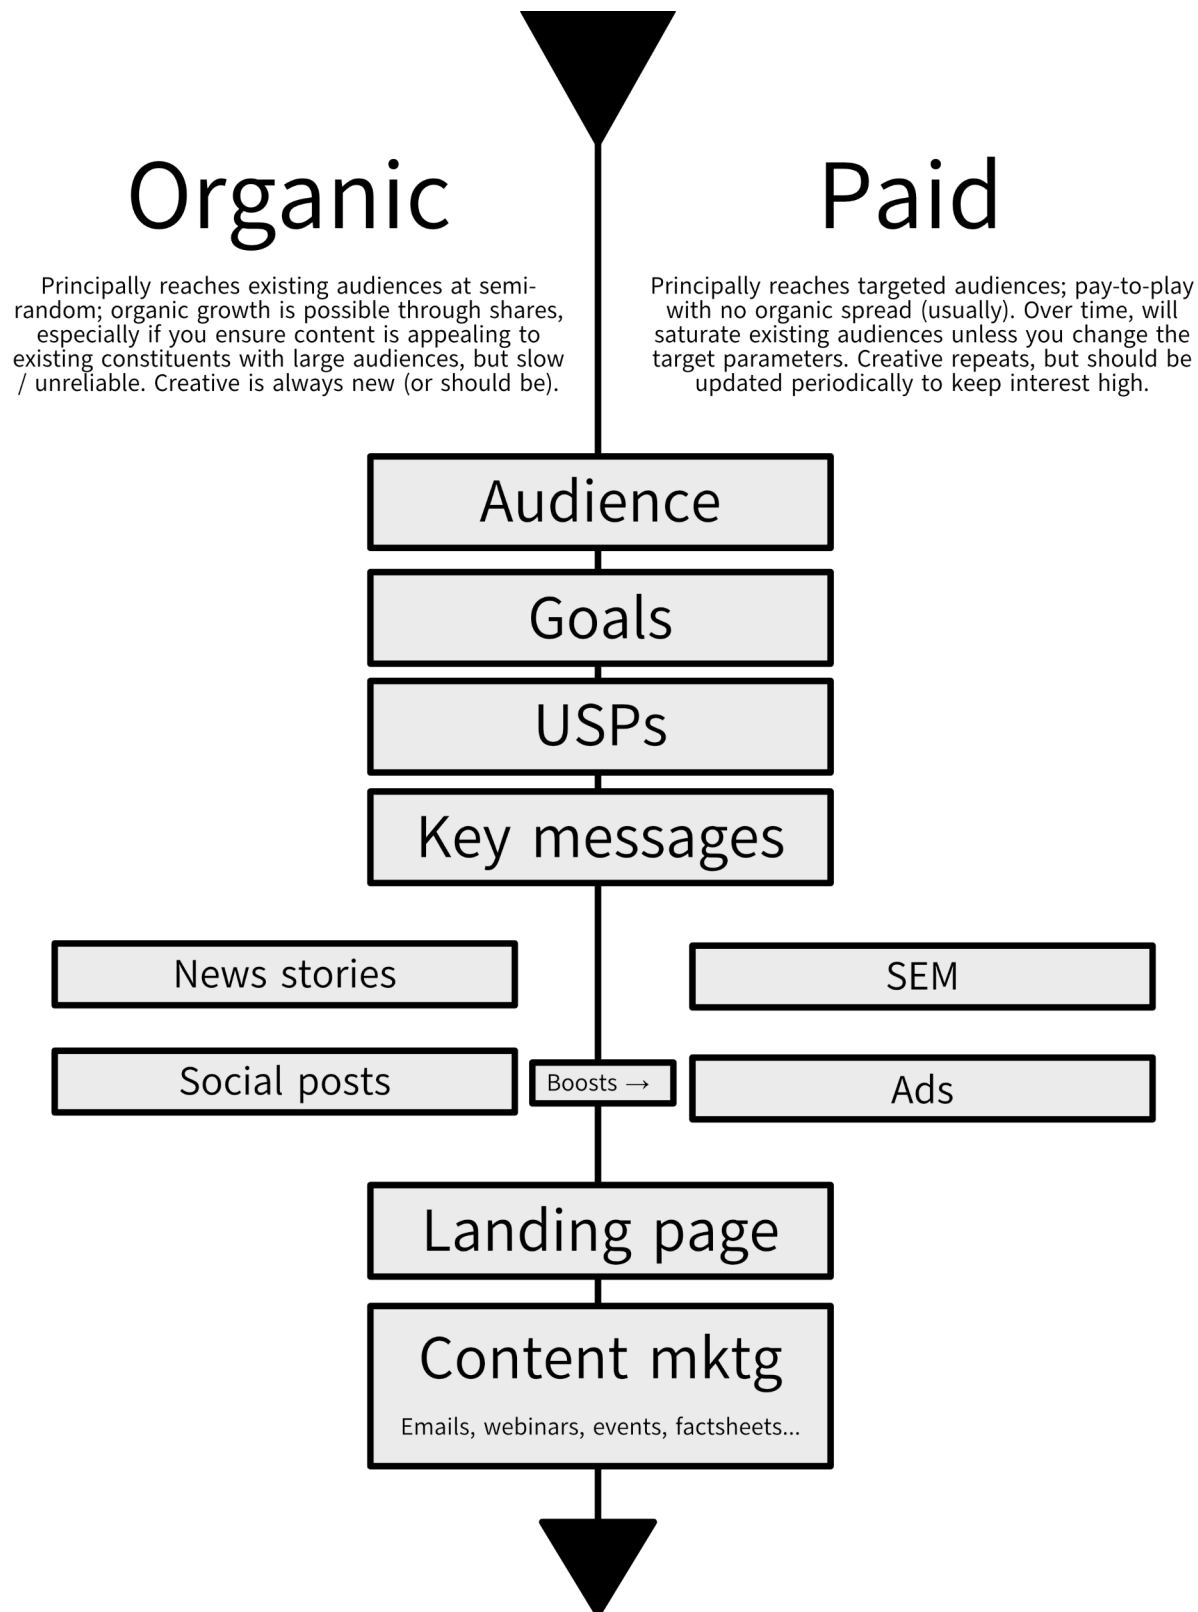 Organic
Paid
Principally reaches existing audiences at semi-
random; organic growth is possible through shares,
especially if you ensure content is appealing to
existing constituents with large audiences, but slow
/ unreliable. Creative is always new (or should be).
Principally reaches targeted audiences; pay-to-play
with no organic spread (usually). Over time, will
saturate existing audiences unless you change the
target parameters. Creative repeats, but should be
updated periodically to keep interest high.
Audience
Goals
USPs
Key messages
News stories
SEM
Social posts
Boosts →
Ads
Landing page
Content mktg
Emails, webinars, events, factsheets...